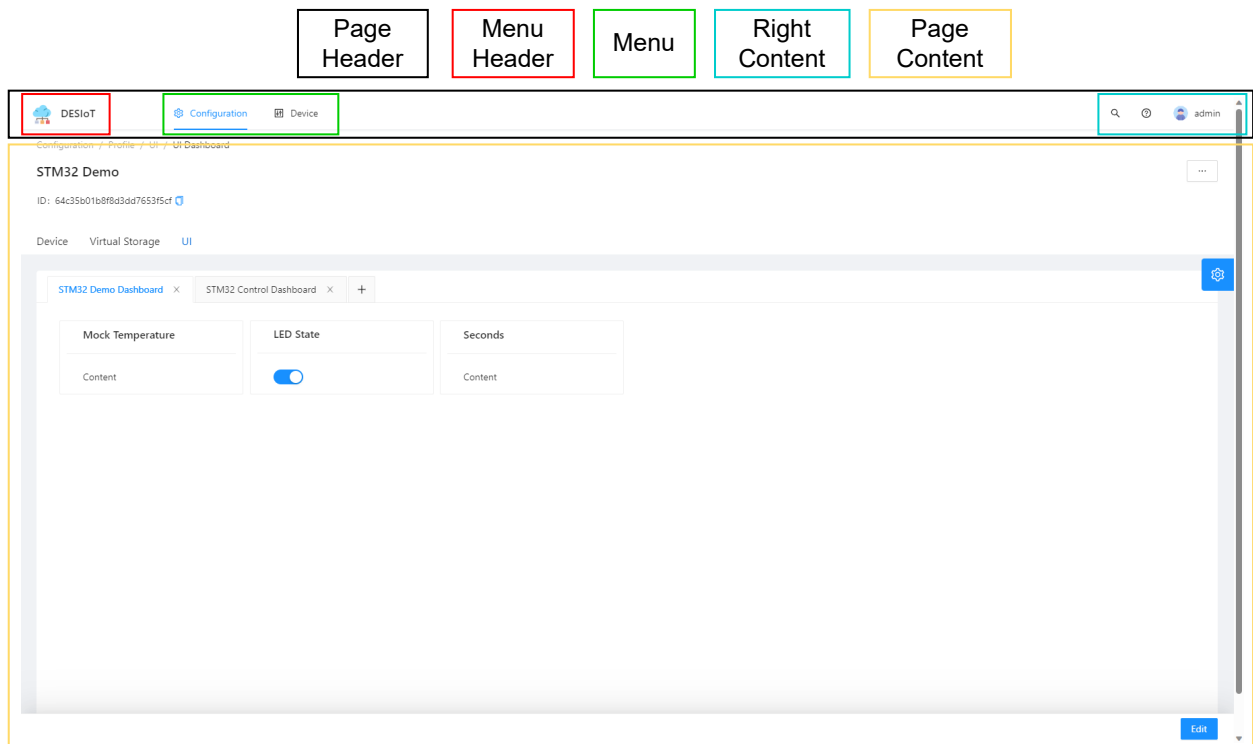 Page
Header
Menu
Header
Menu
Right
Content
Page
Content
DESIoT
Configuration
Device
admin
Configuration / Profile / UI / UI Dashboard
STM32 Demo
...
ID: 64c35b01b8f8d3dd7653f5cf
Device Virtual Storage UI
STM32 Demo Dashboard × STM32 Control Dashboard × +
Mock Temperature
Content
LED State
Seconds
Content
Edit